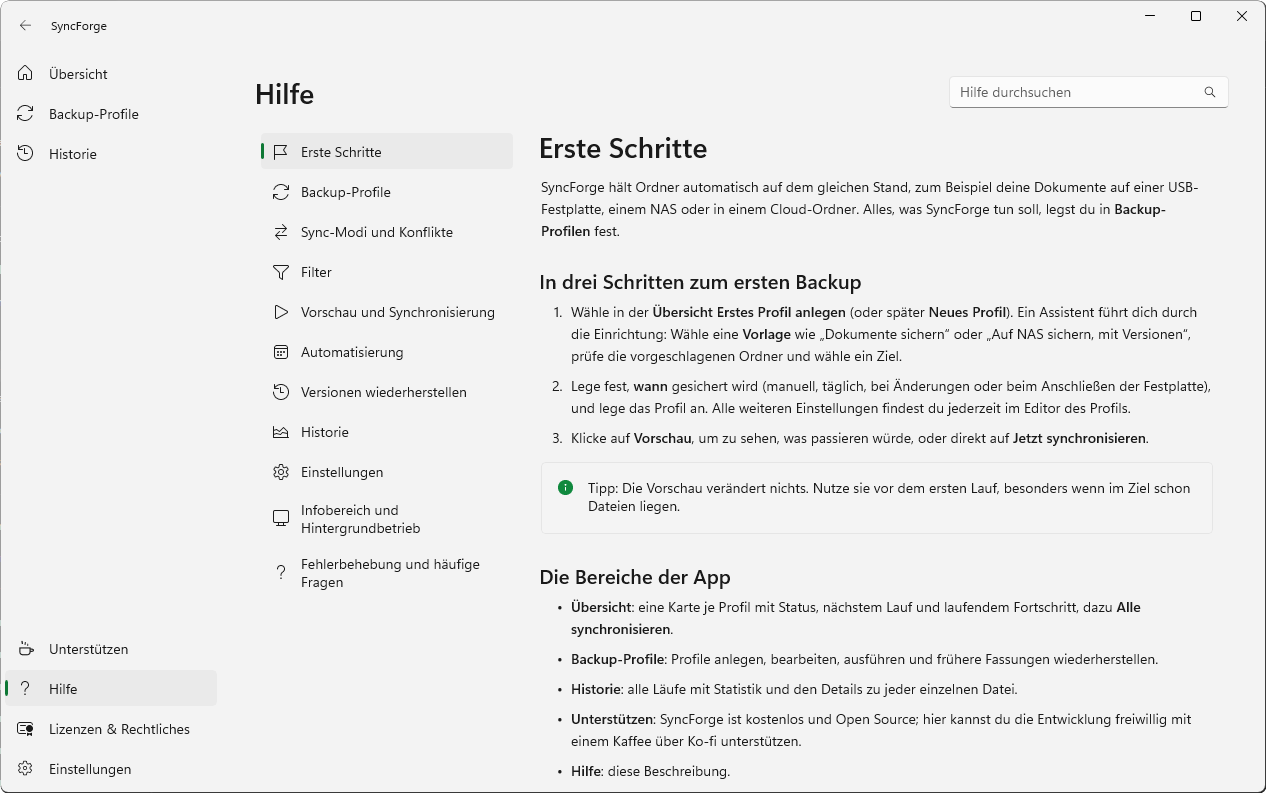 SyncForge
Übersicht
Backup-Profile
Historie
Unterstützen
Hilfe
Lizenzen & Rechtliches
Einstellungen
Hilfe
Hilfe durchsuchen
Erste Schritte
Backup-Profile
Sync-Modi und Konflikte
Filter
Vorschau und Synchronisierung
Automatisierung
Versionen wiederherstellen
Historie
Einstellungen
Infobereich und
Hintergrundbetrieb
Fehlerbehebung und häufige
Fragen
Erste Schritte
SyncForge hält Ordner automatisch auf dem gleichen Stand, zum Beispiel deine Dokumente auf einer USB-
Festplatte, einem NAS oder in einem Cloud-Ordner. Alles, was SyncForge tun soll, legst du in Backup-
Profilen fest.
In drei Schritten zum ersten Backup
1. Wähle in der Übersicht Erstes Profil anlegen (oder später Neues Profil). Ein Assistent führt dich durch
die Einrichtung: Wähle eine Vorlage wie „Dokumente sichern“ oder „Auf NAS sichern, mit Versionen“,
prüfe die vorgeschlagenen Ordner und wähle ein Ziel.
2. Lege fest, wann gesichert wird (manuell, täglich, bei Änderungen oder beim Anschließen der Festplatte),
und lege das Profil an. Alle weiteren Einstellungen findest du jederzeit im Editor des Profils.
3. Klicke auf Vorschau, um zu sehen, was passieren würde, oder direkt auf Jetzt synchronisieren.
Tipp: Die Vorschau verändert nichts. Nutze sie vor dem ersten Lauf, besonders wenn im Ziel schon
Dateien liegen.
Die Bereiche der App
• Übersicht: eine Karte je Profil mit Status, nächstem Lauf und laufendem Fortschritt, dazu Alle
synchronisieren.
• Backup-Profile: Profile anlegen, bearbeiten, ausführen und frühere Fassungen wiederherstellen.
• Historie: alle Läufe mit Statistik und den Details zu jeder einzelnen Datei.
• Unterstützen: SyncForge ist kostenlos und Open Source; hier kannst du die Entwicklung freiwillig mit
einem Kaffee über Ko-fi unterstützen.
• Hilfe: diese Beschreibung.